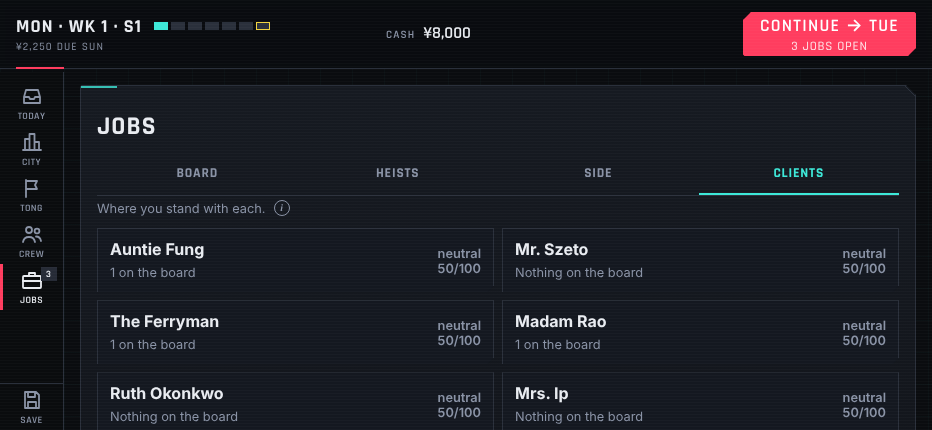 MON · WK 1 · S1
¥2,250 DUE SUN
CASH ¥8,000
CONTINUE → TUE
3 JOBS OPEN
TODAY
CITY
TONG
CREW
3
JOBS
SAVE
JOBS
BOARD
HEISTS
SIDE
CLIENTS
Where you stand with each. i
Auntie Fung
1 on the board
neutral
50/100
Mr. Szeto
Nothing on the board
neutral
50/100
The Ferryman
1 on the board
neutral
50/100
Madam Rao
1 on the board
neutral
50/100
Ruth Okonkwo
Nothing on the board
neutral
50/100
Mrs. Ip
Nothing on the board
neutral
50/100